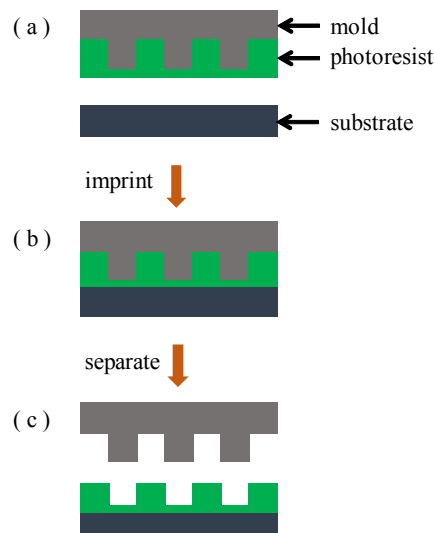 ( a )
mold
photoresist
substrate
imprint
( b )
separate
( c )